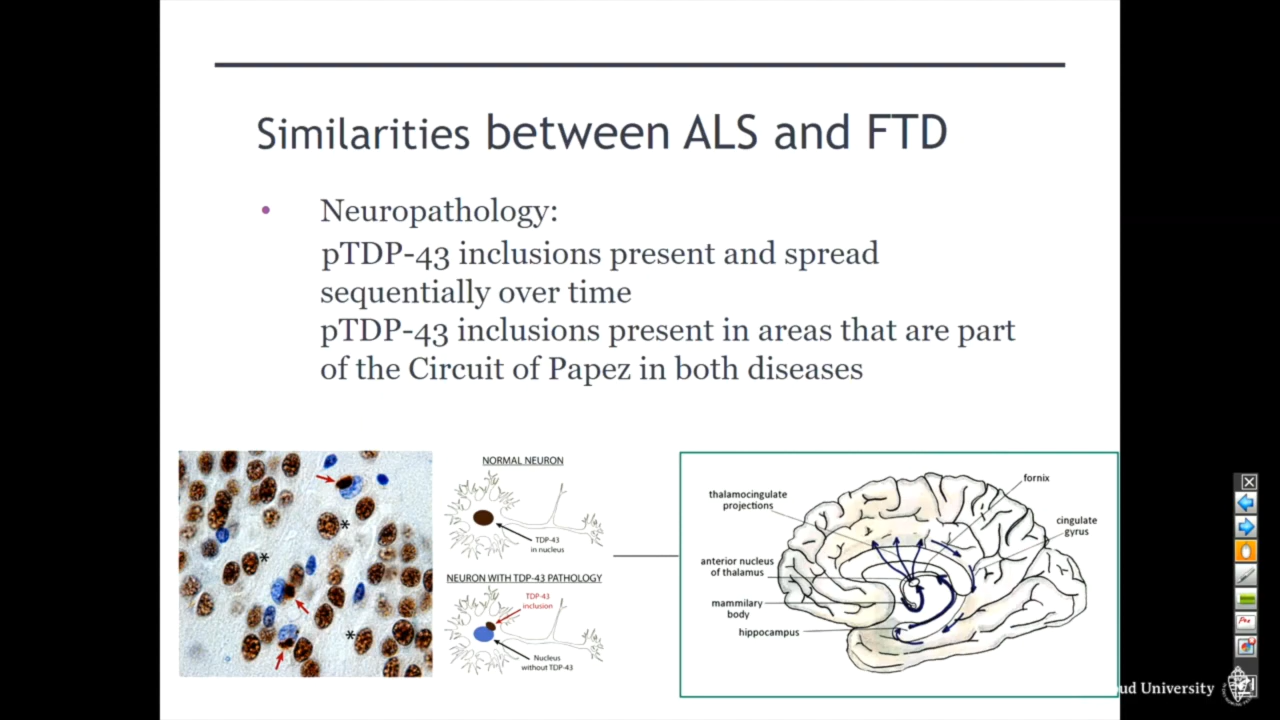 Similarities between ALS and FTD
• Neuropathology:
pTDP-43 inclusions present and spread
sequentially over time
pTDP-43 inclusions present in areas that are part
of the Circuit of Papez in both diseases
NORMAL NEURON
TDP-43
in nucleus
NEURON WITH TDP-43 PATHOLOGY
TDP-43
inclusion
Nucleus
without TDP-43
fornix
thalamocingulate
projections
cingulate
gyrus
anterior nucleus
of thalamus
mammilary
body
hippocampus
* 
*
*
oud University